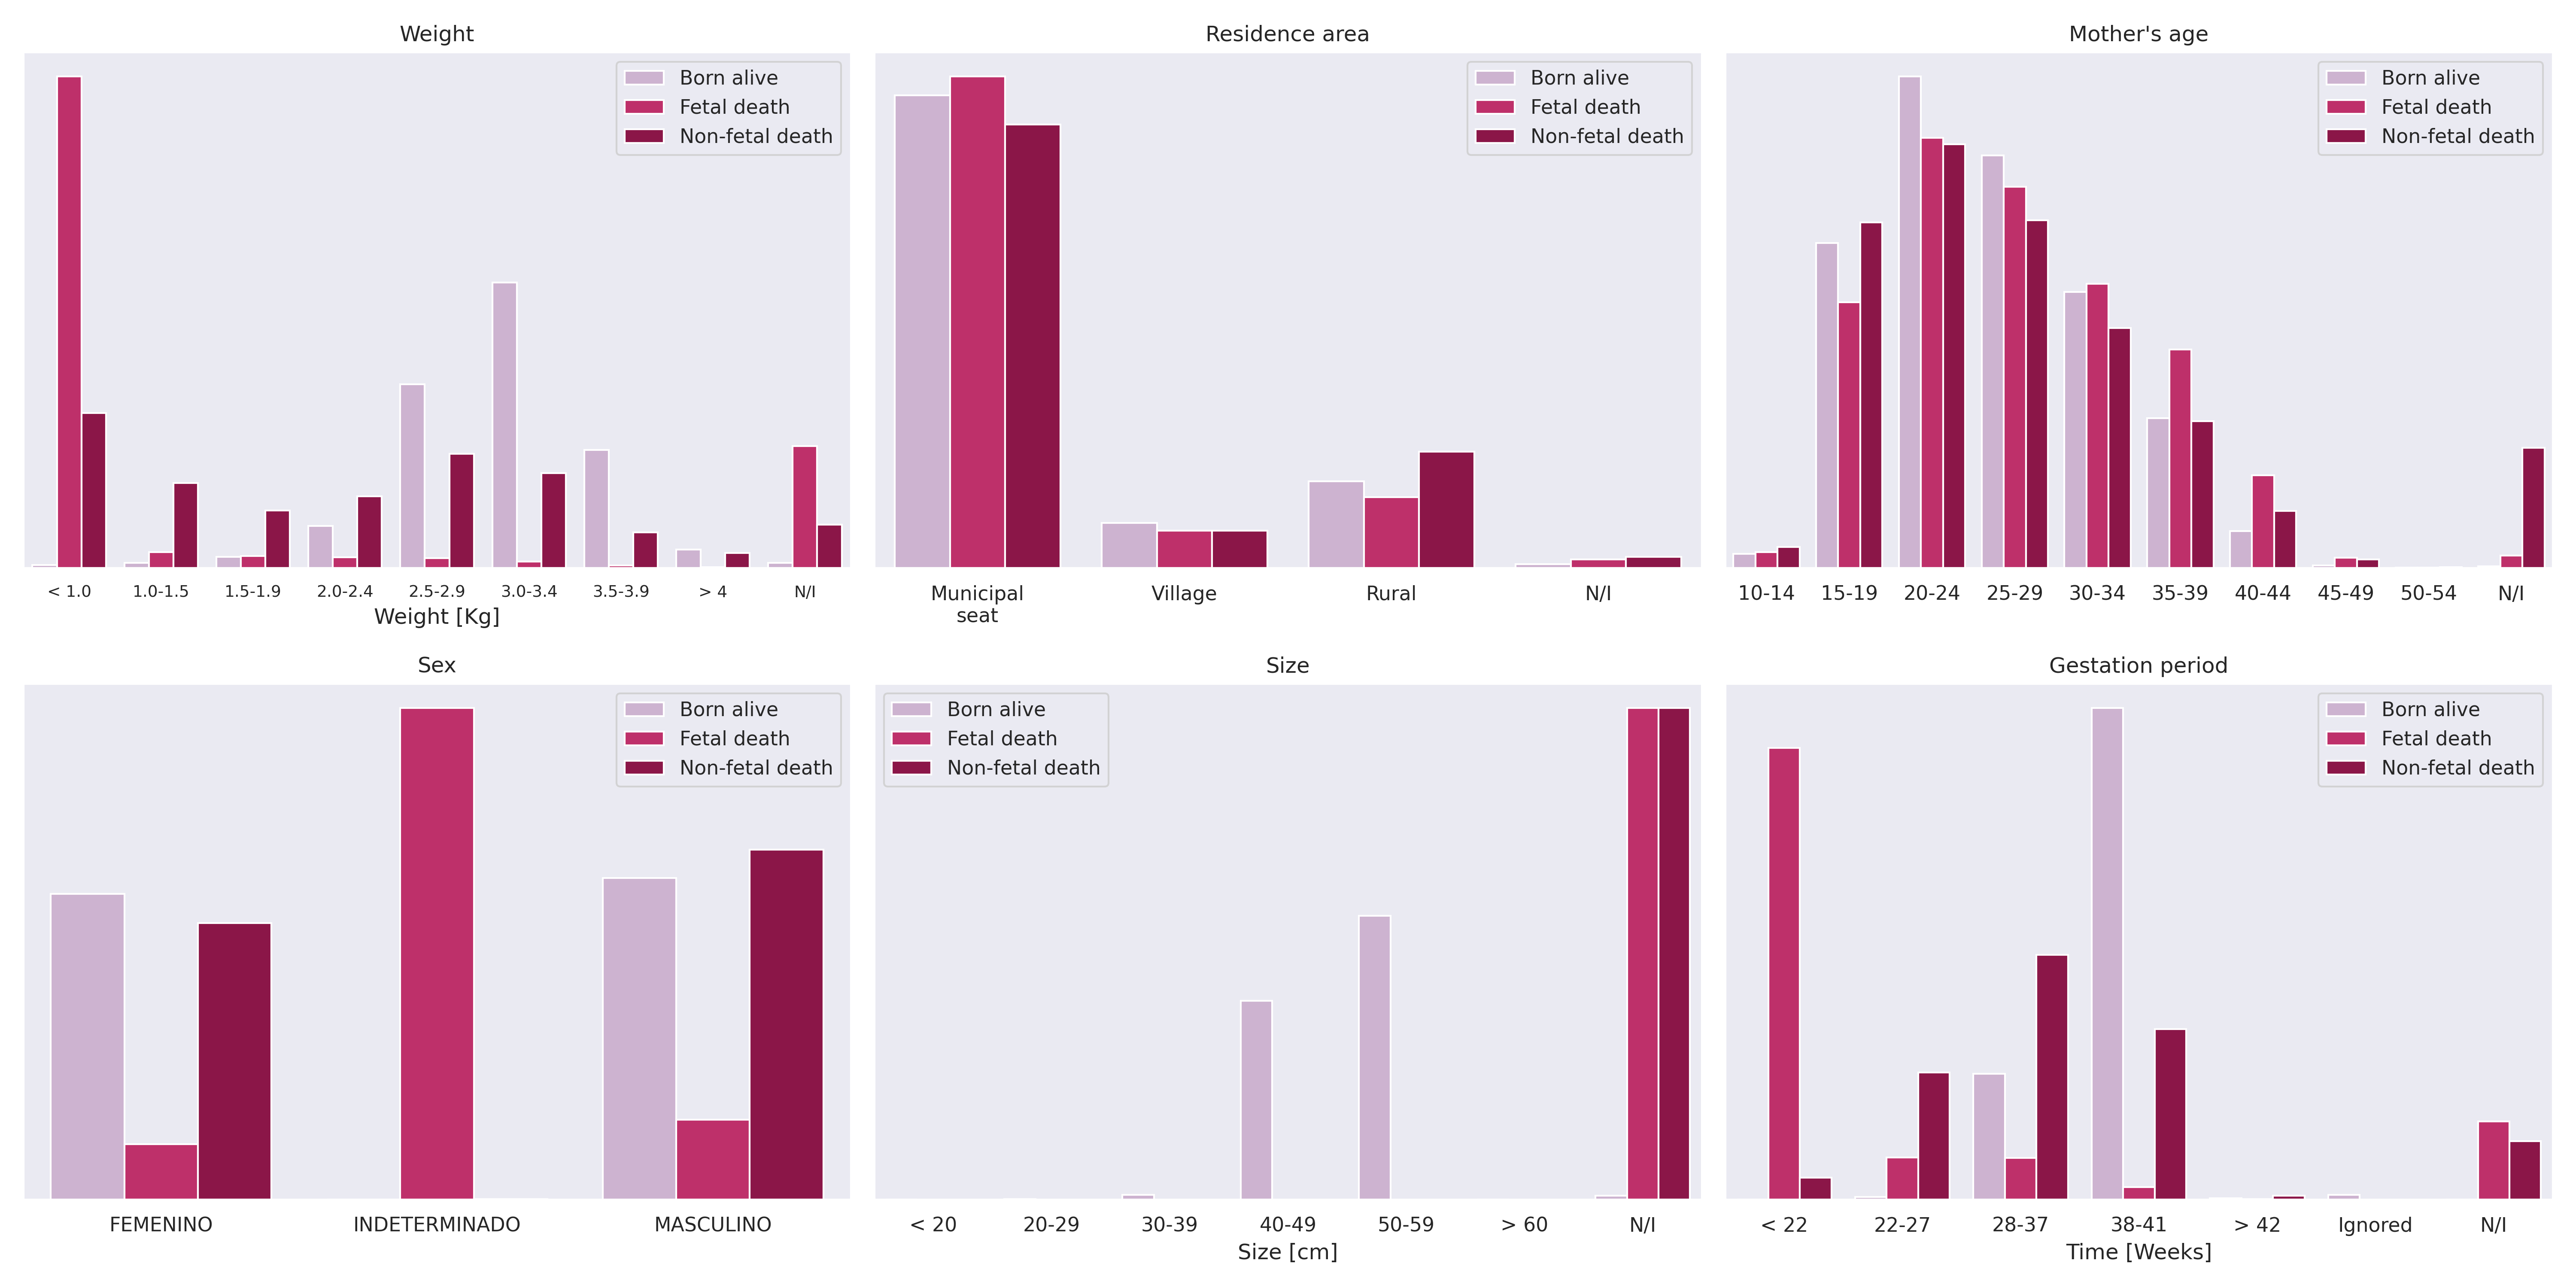 Weight
Born alive
Fetal death
Non-fetal death
< 1.0 1.0-1.5 1.5-1.9 2.0-2.4 2.5-2.9 3.0-3.4 3.5-3.9 > 4 N/I
Weight [Kg]
Residence area
Born alive
Fetal death
Non-fetal death
Municipal
seat
Village Rural N/I
Mother's age
Born alive
Fetal death
Non-fetal death
10-14 15-19 20-24 25-29 30-34 35-39 40-44 45-49 50-54 N/I
Sex
Born alive
Fetal death
Non-fetal death
FEMENINO INDETERMINADO MASCULINO
Size
Born alive
Fetal death
Non-fetal death
< 20 20-29 30-39 40-49 50-59 > 60 N/I
Size [cm]
Gestation period
Born alive
Fetal death
Non-fetal death
< 22 22-27 28-37 38-41 > 42 Ignored N/I
Time [Weeks]